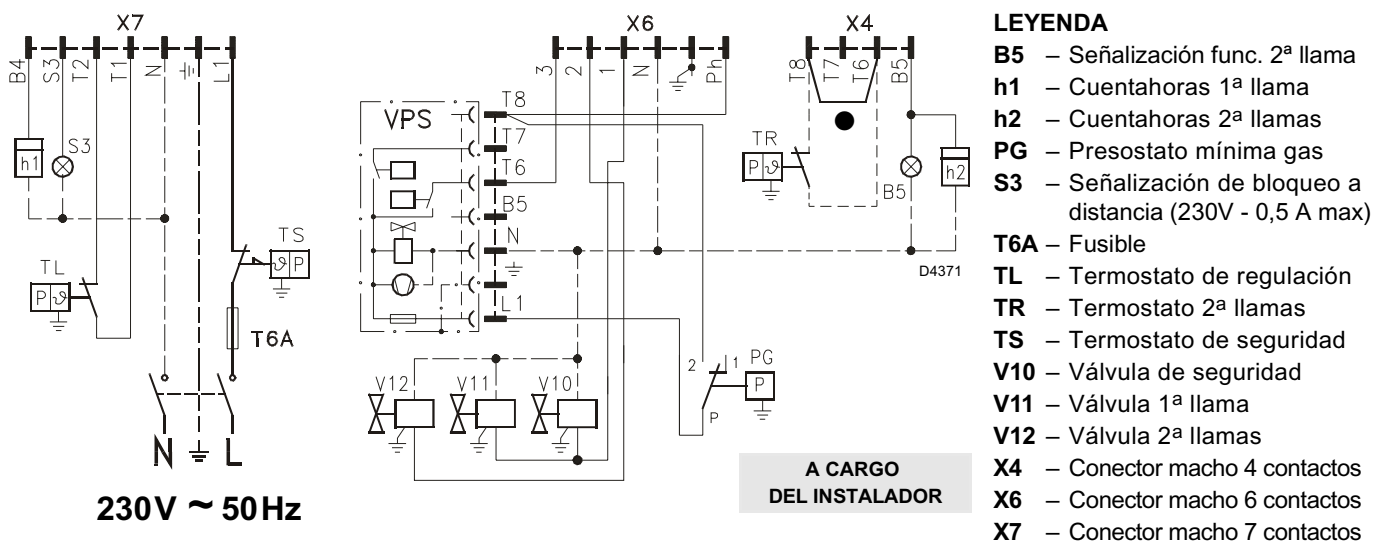 X7
B4 S3 T2 T1 N L1
h1
S3
TS
ϑ P
TL
P ϑ
T6A
N L
230V ~ 50Hz
X6
3 2 1 N Ph
VPS
T8
T7
T6
B5
N
L1
V12 V11 V10
2 1 PG
P
P
X4
T8 T7 T6 B5
TR
P ϑ
B5
h2
D4371
A CARGO
DEL INSTALADOR
LEYENDA
B5 – Señalización func. 2ª llama
h1 – Cuentahoras 1ª llama
h2 – Cuentahoras 2ª llamas
PG – Presostato mínima gas
S3 – Señalización de bloqueo a
distancia (230V - 0,5 A max)
T6A – Fusible
TL – Termostato de regulación
TR – Termostato 2ª llamas
TS – Termostato de seguridad
V10 – Válvula de seguridad
V11 – Válvula 1ª llama
V12 – Válvula 2ª llamas
X4 – Conector macho 4 contactos
X6 – Conector macho 6 contactos
X7 – Conector macho 7 contactos